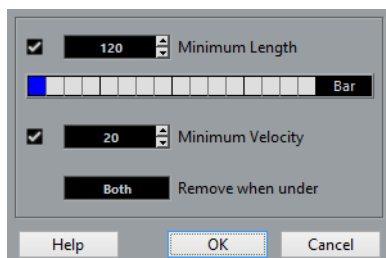 120 Minimum Length
Bar
20 Minimum Velocity
Both Remove when under
Help OK Cancel